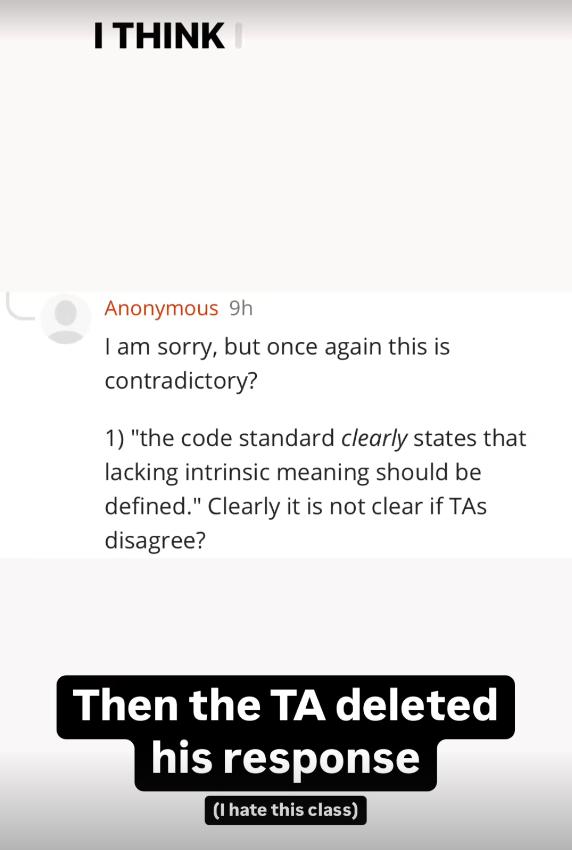 I THINK I
Anonymous 9h
I am sorry, but once again this is
contradictory?
1) "the code standard clearly states that
lacking intrinsic meaning should be
defined." Clearly it is not clear if TAs
disagree?
Then the TA deleted
his response
(I hate this class)